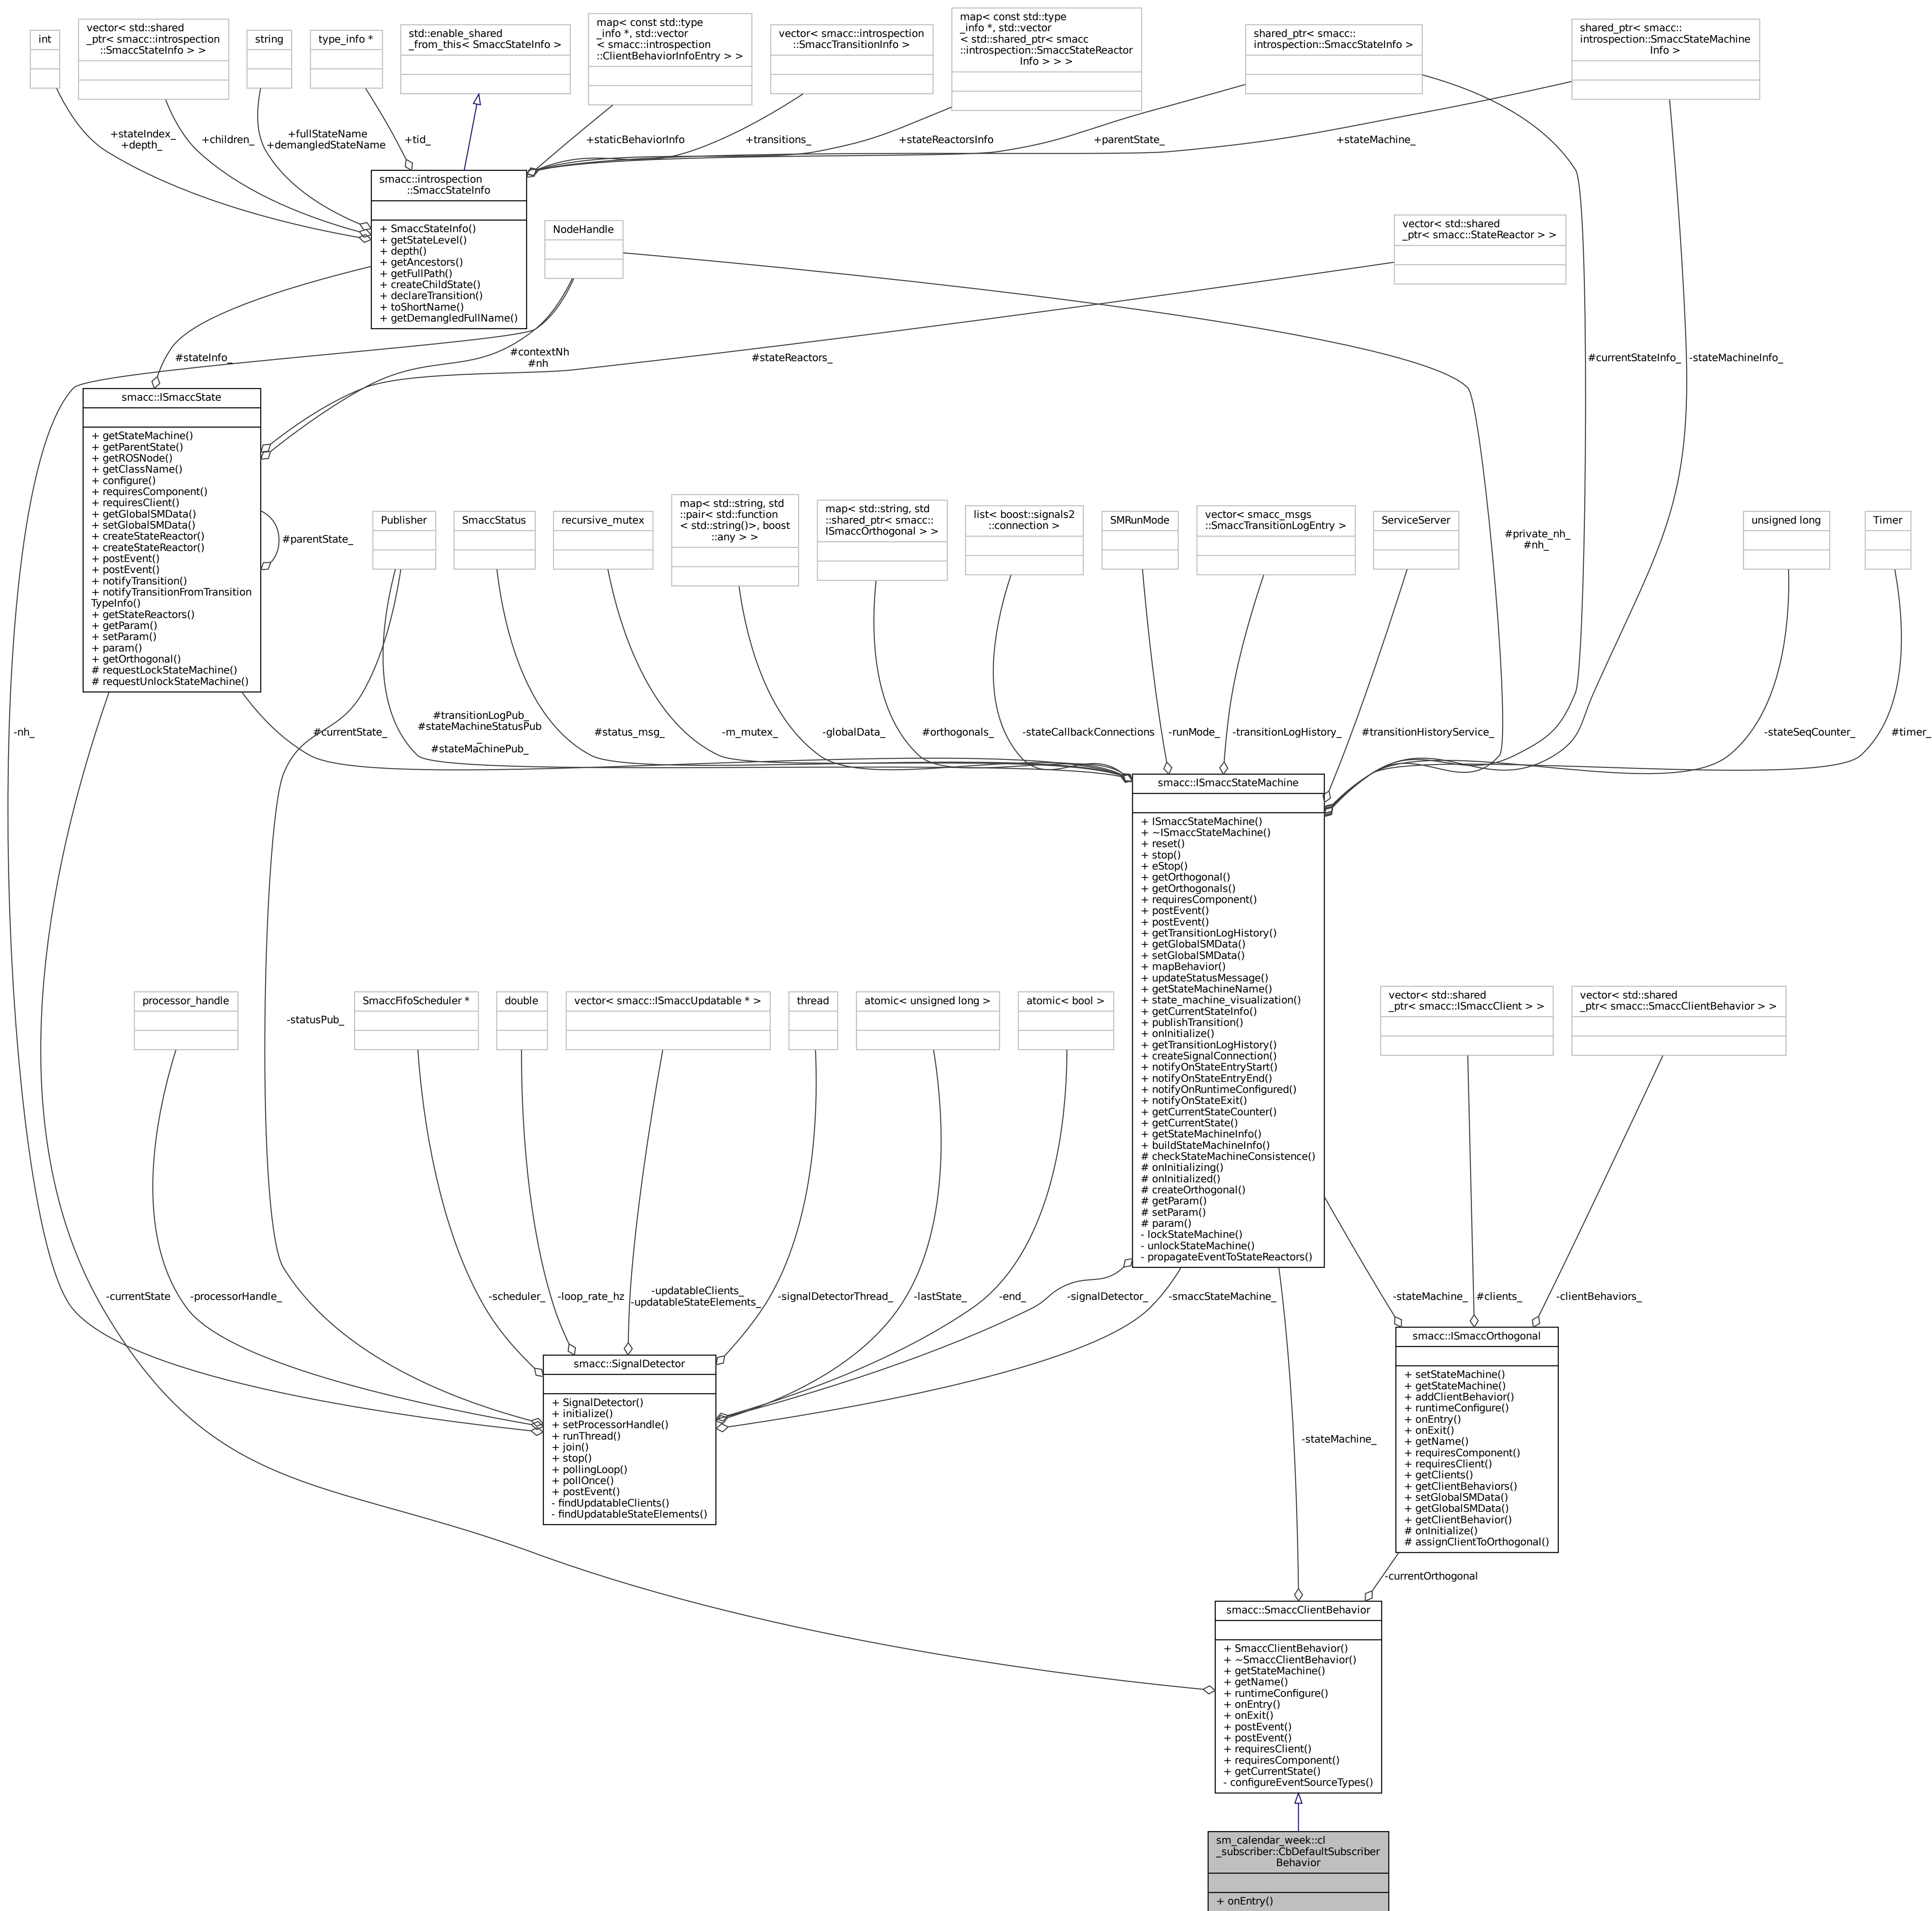 int
vector< std::shared
_ptr< smacc::introspection
::SmaccStateInfo > >
string
type_info *
std::enable_shared
_from_this< SmaccStateInfo >
map< const std::type
_info *, std::vector
< smacc::introspection
::ClientBehaviorInfoEntry > >
vector< smacc::introspection
::SmaccTransitionInfo >
map< const std::type
_info *, std::vector
< std::shared_ptr< smacc
::introspection::SmaccStateReactor
Info > > >
shared_ptr< smacc::
introspection::SmaccStateInfo >
shared_ptr< smacc::
introspection::SmaccStateMachine
Info >
+stateIndex_
+depth_
+children_
+fullStateName
+demangledStateName
+tid_
+staticBehaviorInfo
+transitions_
+stateReactorsInfo
+parentState_
+stateMachine_
smacc::introspection
::SmaccStateInfo
+ SmaccStateInfo()
+ getStateLevel()
+ depth()
+ getAncestors()
+ getFullPath()
+ createChildState()
+ declareTransition()
+ toShortName()
+ getDemangledFullName()
NodeHandle
vector< std::shared
_ptr< smacc::StateReactor > >
#stateInfo_
#contextNh
#nh
#stateReactors_
#currentStateInfo_
-stateMachineInfo_
smacc::ISmaccState
+ getStateMachine()
+ getParentState()
+ getROSNode()
+ getClassName()
+ configure()
+ requiresComponent()
+ requiresClient()
+ getGlobalSMData()
+ setGlobalSMData()
+ createStateReactor()
+ createStateReactor()
+ postEvent()
+ postEvent()
+ notifyTransition()
+ notifyTransitionFromTransition
TypeInfo()
+ getStateReactors()
+ getParam()
+ setParam()
+ param()
+ getOrthogonal()
# requestLockStateMachine()
# requestUnlockStateMachine()
#parentState_
Publisher
SmaccStatus
recursive_mutex
map< std::string, std
::pair< std::function
< std::string()>, boost
::any > >
map< std::string, std
::shared_ptr< smacc::
ISmaccOrthogonal > >
list< boost::signals2
::connection >
SMRunMode
vector< smacc_msgs
::SmaccTransitionLogEntry >
ServiceServer
#private_nh_
#nh_
unsigned long
Timer
-nh_
#currentState_
#transitionLogPub_
#stateMachineStatusPub
_
#stateMachinePub_
#status_msg_
-m_mutex_
-globalData_
#orthogonals_
-stateCallbackConnections
-runMode_
-transitionLogHistory_
#transitionHistoryService_
-stateSeqCounter_
#timer_
smacc::ISmaccStateMachine
+ ISmaccStateMachine()
+ ~ISmaccStateMachine()
+ reset()
+ stop()
+ eStop()
+ getOrthogonal()
+ getOrthogonals()
+ requiresComponent()
+ postEvent()
+ postEvent()
+ getTransitionLogHistory()
+ getGlobalSMData()
+ setGlobalSMData()
+ mapBehavior()
+ updateStatusMessage()
+ getStateMachineName()
+ state_machine_visualization()
+ getCurrentStateInfo()
+ publishTransition()
+ onInitialize()
+ getTransitionLogHistory()
+ createSignalConnection()
+ notifyOnStateEntryStart()
+ notifyOnStateEntryEnd()
+ notifyOnRuntimeConfigured()
+ notifyOnStateExit()
+ getCurrentStateCounter()
+ getCurrentState()
+ getStateMachineInfo()
+ buildStateMachineInfo()
# checkStateMachineConsistence()
# onInitializing()
# onInitialized()
# createOrthogonal()
# getParam()
# setParam()
# param()
- lockStateMachine()
- unlockStateMachine()
- propagateEventToStateReactors()
processor_handle
-statusPub_
SmaccFifoScheduler *
double
vector< smacc::ISmaccUpdatable * >
thread
atomic< unsigned long >
atomic< bool >
vector< std::shared
_ptr< smacc::ISmaccClient > >
vector< std::shared
_ptr< smacc::SmaccClientBehavior > >
-currentState
-processorHandle_
-scheduler_
-loop_rate_hz
-updatableClients_
-updatableStateElements_
-signalDetectorThread_
-lastState_
-end_
-signalDetector_
-smaccStateMachine_
-stateMachine_
#clients_
-clientBehaviors_
smacc::SignalDetector
+ SignalDetector()
+ initialize()
+ setProcessorHandle()
+ runThread()
+ join()
+ stop()
+ pollingLoop()
+ pollOnce()
+ postEvent()
- findUpdatableClients()
- findUpdatableStateElements()
-stateMachine_
smacc::ISmaccOrthogonal
+ setStateMachine()
+ getStateMachine()
+ addClientBehavior()
+ runtimeConfigure()
+ onEntry()
+ onExit()
+ getName()
+ requiresComponent()
+ requiresClient()
+ getClients()
+ getClientBehaviors()
+ setGlobalSMData()
+ getGlobalSMData()
+ getClientBehavior()
# onInitialize()
# assignClientToOrthogonal()
-currentOrthogonal
smacc::SmaccClientBehavior
+ SmaccClientBehavior()
+ ~SmaccClientBehavior()
+ getStateMachine()
+ getName()
+ runtimeConfigure()
+ onEntry()
+ onExit()
+ postEvent()
+ postEvent()
+ requiresClient()
+ requiresComponent()
+ getCurrentState()
- configureEventSourceTypes()
sm_calendar_week::cl
_subscriber::CbDefaultSubscriber
Behavior
+ onEntry()